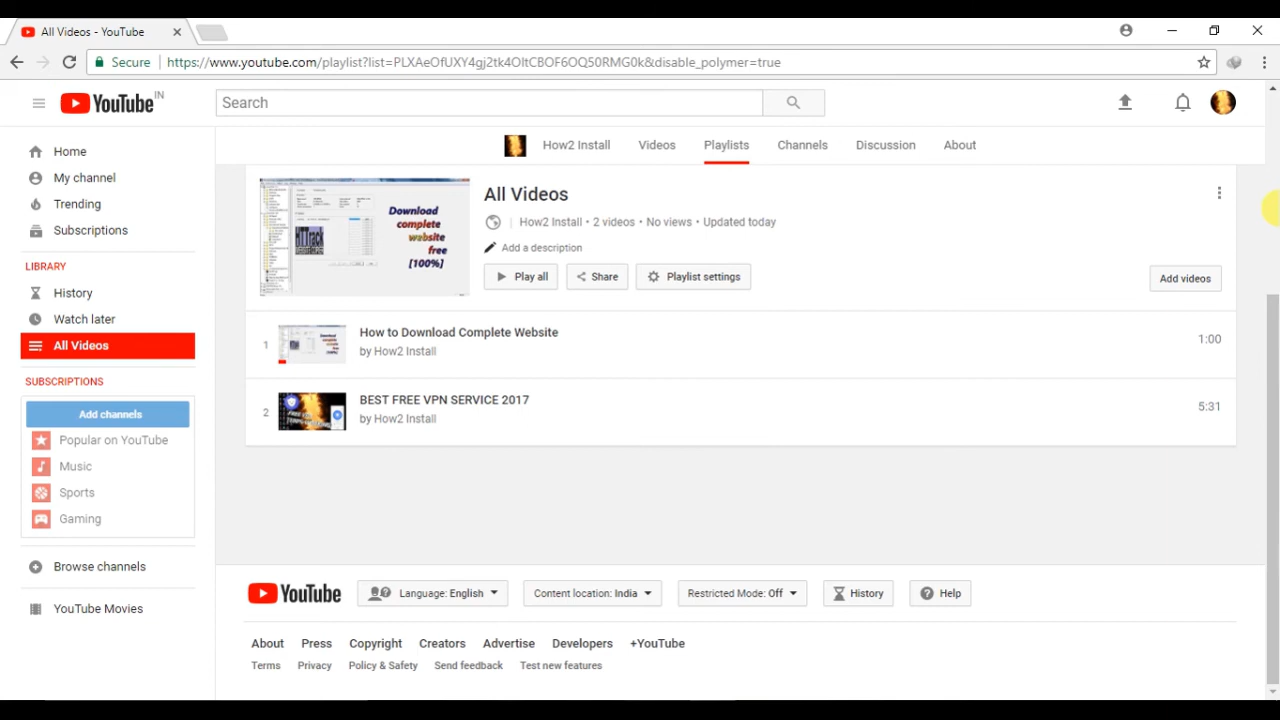 All Videos - YouTube
Secure https://www.youtube.com/playlist?list=PLXAeOfUXY4gj2tk4OltCBOF6OQ50RMG0k&disable_polymer=true
YouTube IN
Search
How2 Install Videos Playlists Channels Discussion About
Home
My channel
Trending
Subscriptions
LIBRARY
History
Watch later
All Videos
SUBSCRIPTIONS
Add channels
Popular on YouTube
Music
Sports
Gaming
Browse channels
YouTube Movies
Download
complete
website
free
[100%]
HTTrack
All Videos
How2 Install • 2 videos • No views • Updated today
Add a description
Play all Share Playlist settings
Add videos
1
How to Download Complete Website
by How2 Install
1:00
2
BEST FREE VPN SERVICE 2017
by How2 Install
5:31
YouTube Language: English Content location: India Restricted Mode: Off History Help
About Press Copyright Creators Advertise Developers +YouTube
Terms Privacy Policy & Safety Send feedback Test new features